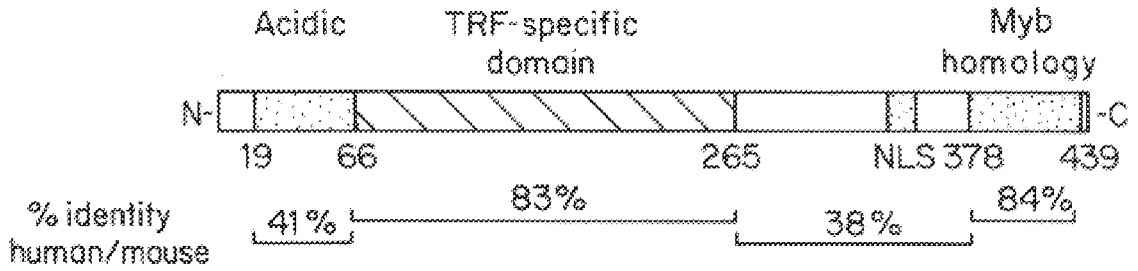 Acidic TRF-specific domain Myb homology
N- -C
19 66 265 NLS 378 439
% identity human/mouse 41% 83% 38% 84%